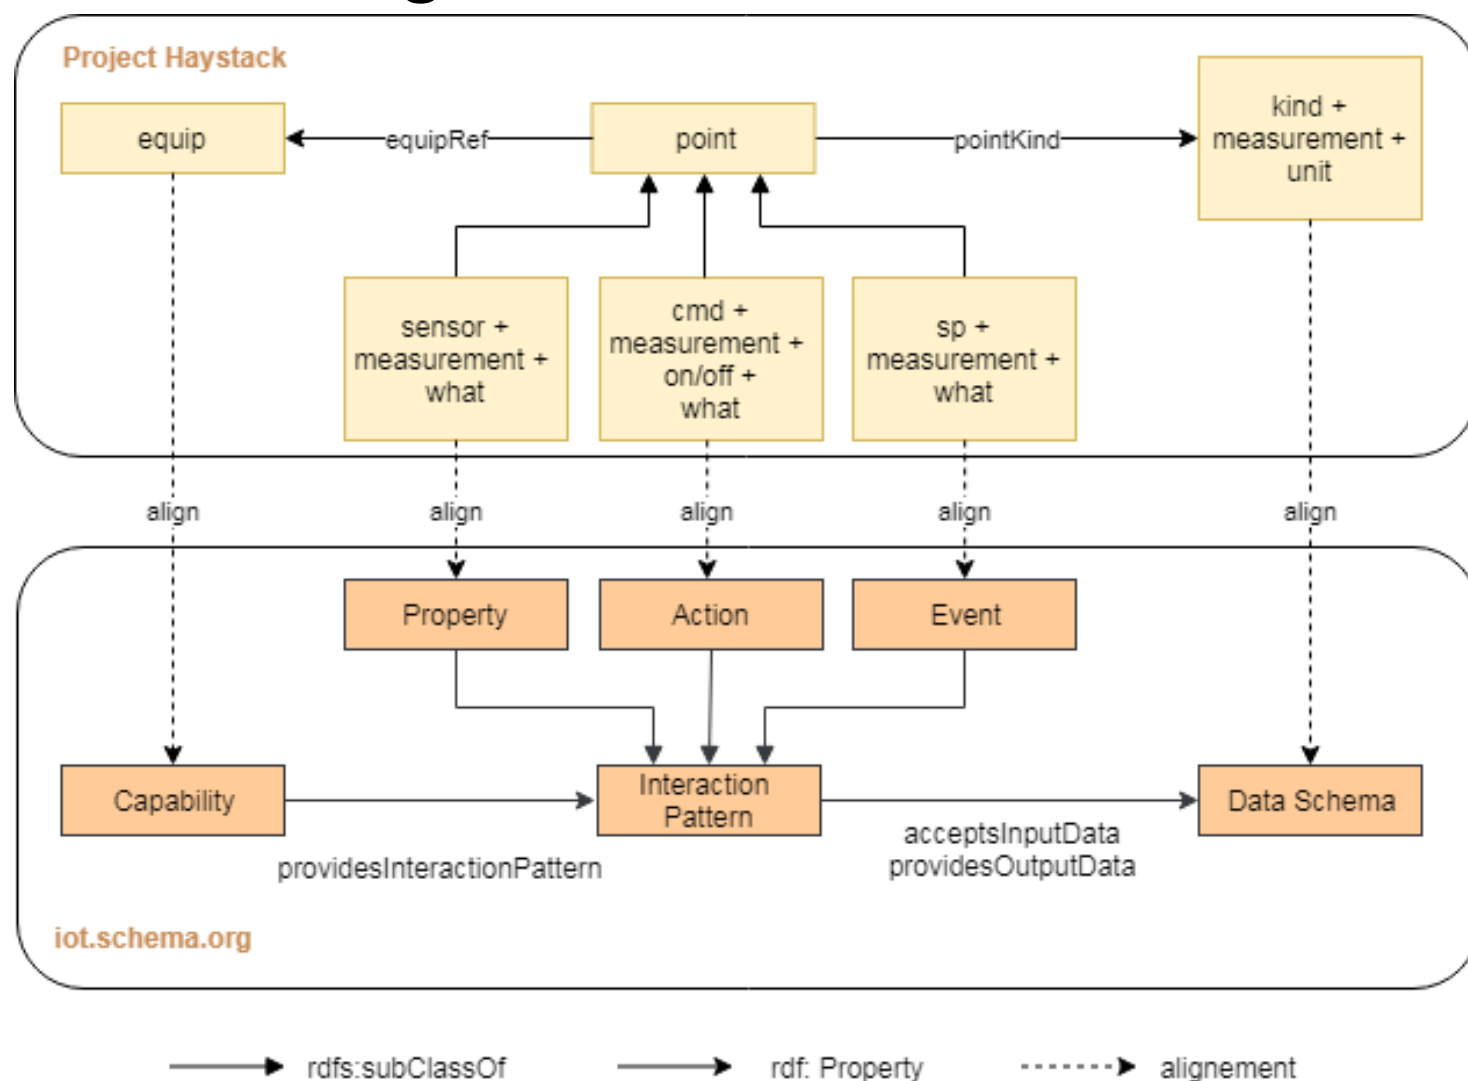 Project Haystack
equip
equipRef
point
pointKind
kind +
measurement +
unit
sensor +
measurement +
what
cmd +
measurement +
on/off +
what
sp +
measurement +
what
align
align
align
align
align
Property
Action
Event
Capability
providesInteractionPattern
Interaction
Pattern
acceptsInputData
providesOutputData
Data Schema
iot.schema.org
rdfs:subClassOf
rdf: Property
alignement